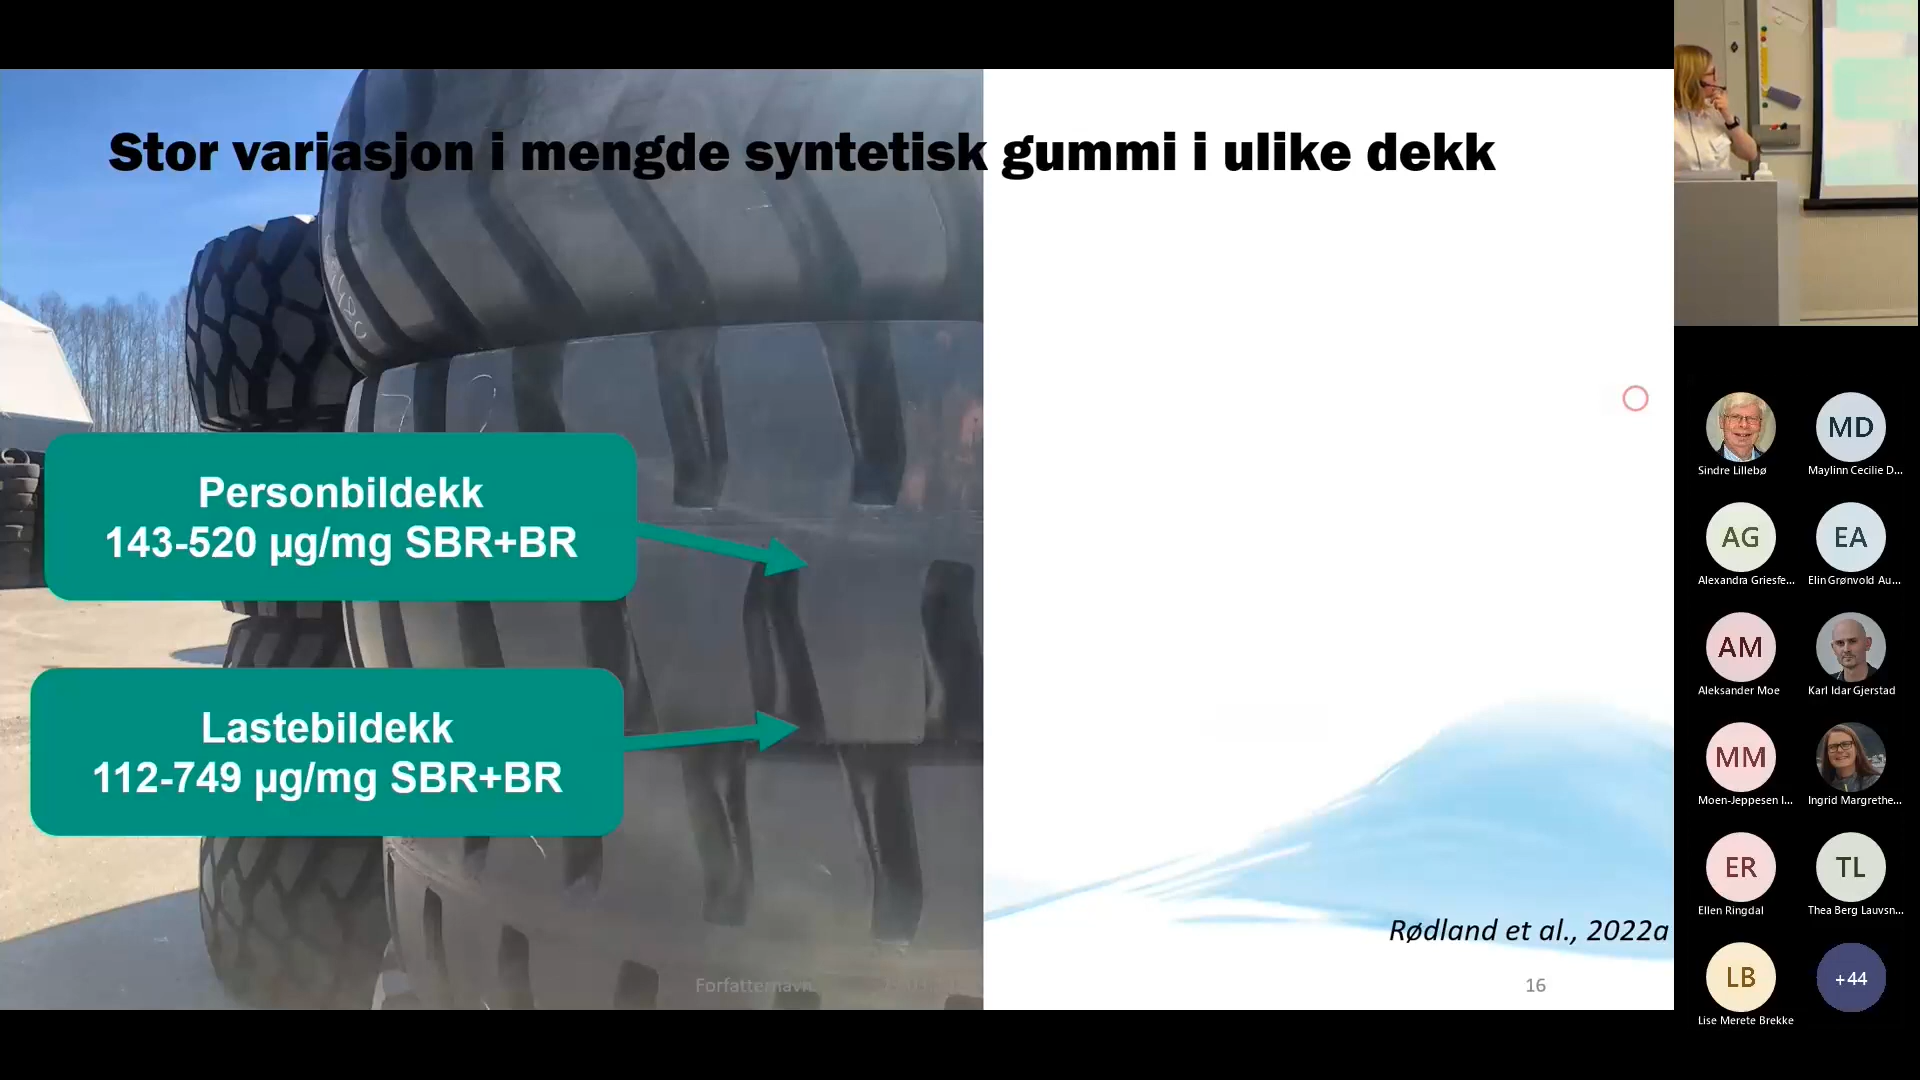 Stor variasjon i mengde syntetisk gummi i ulike dekk
Personbildekk
143-520 µg/mg SBR+BR
Lastebildekk
112-749 µg/mg SBR+BR
Rødland et al., 2022a
Forfatternavn
16
Sindre Lillebø
MD
Maylinn Cecilie D...
AG
Alexandra Griesfe...
EA
Elin Grønvold Au...
AM
Aleksander Moe
Karl Idar Gjerstad
MM
Moen-Jeppesen I...
Ingrid Margrethe...
ER
Ellen Ringdal
TL
Thea Berg Lauvsn...
LB
Lise Merete Brekke
+44